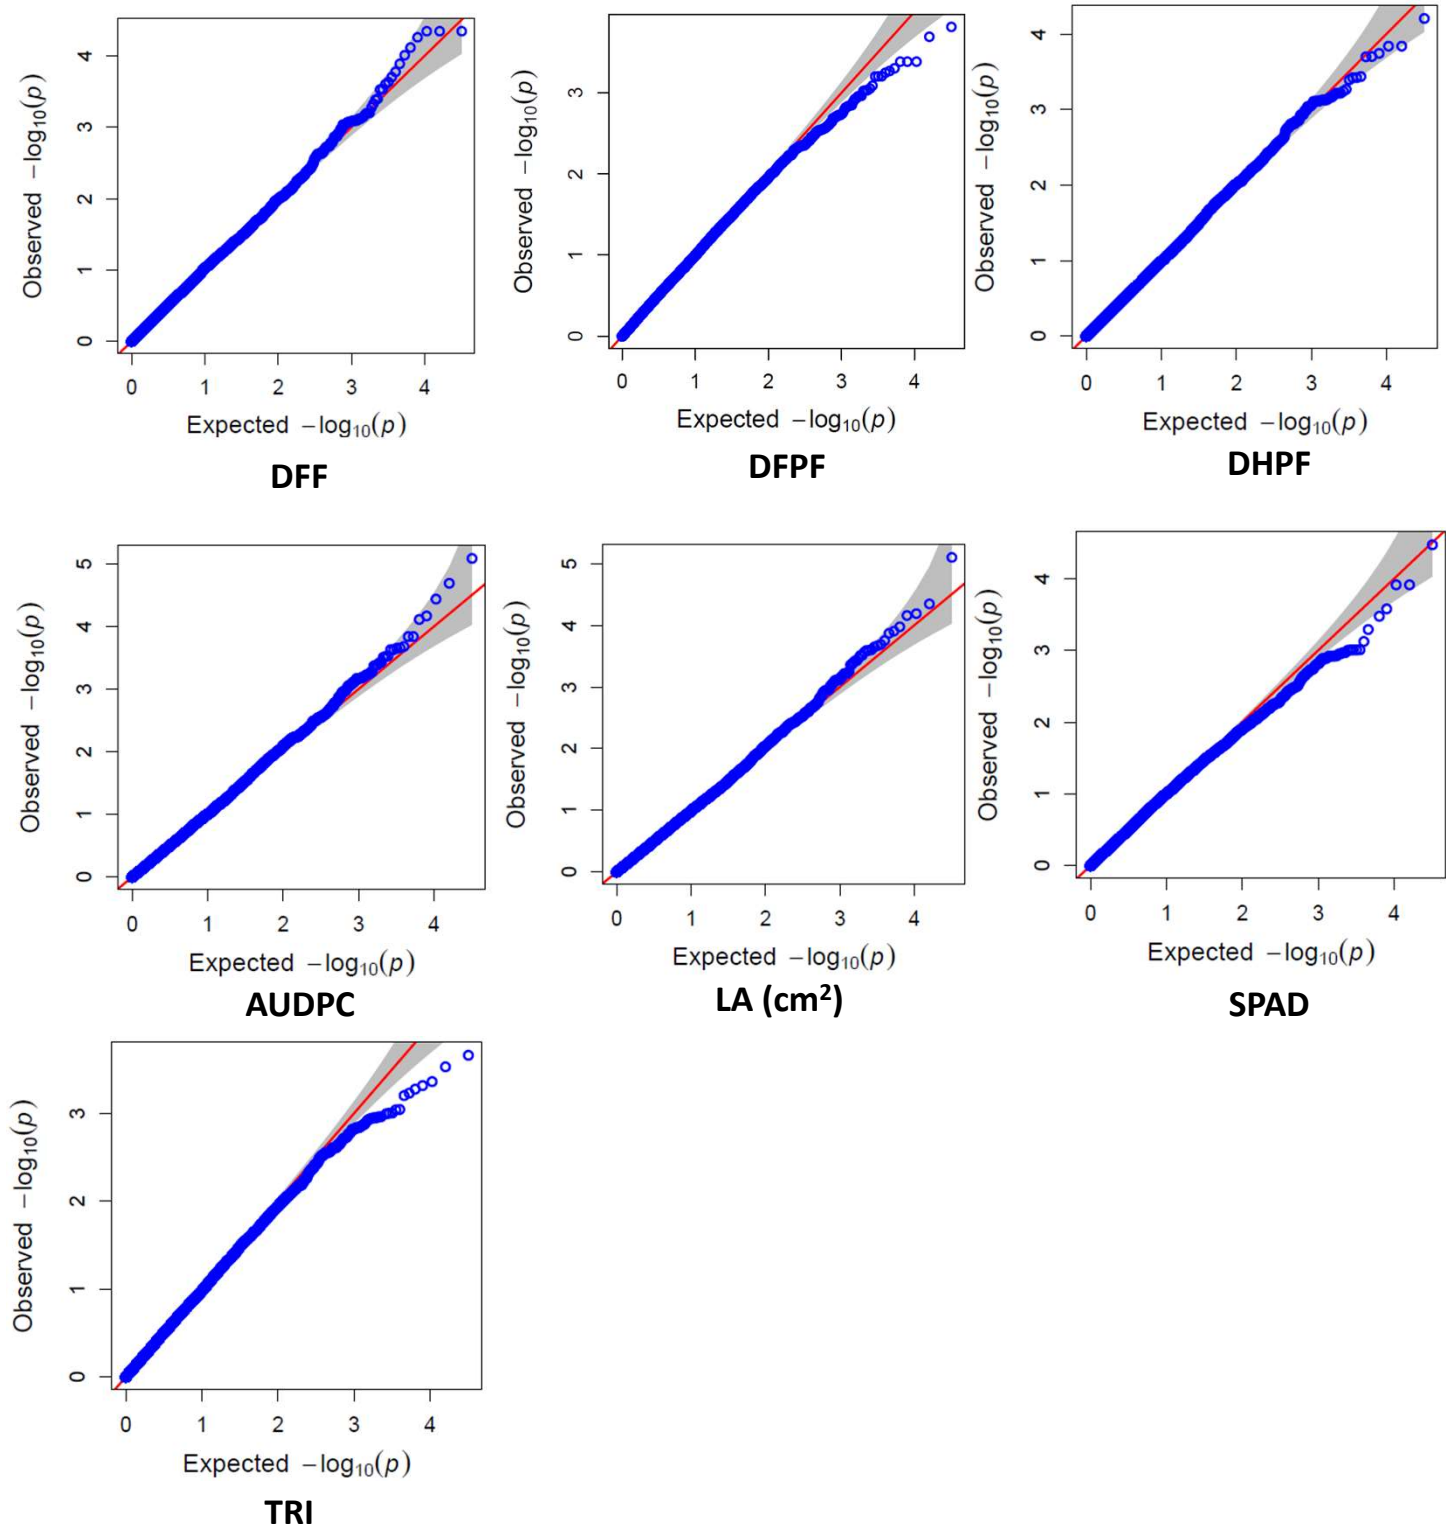 Observed −log₁₀(p)
4
3
2
1
0
0 1 2 3 4
Expected −log₁₀(p)
DFF
Observed −log₁₀(p)
3
2
1
0
0 1 2 3 4
Expected −log₁₀(p)
DFPF
Observed −log₁₀(p)
4
3
2
1
0
0 1 2 3 4
Expected −log₁₀(p)
DHPF
Observed −log₁₀(p)
5
4
3
2
1
0
0 1 2 3 4
Expected −log₁₀(p)
AUDPC
Observed −log₁₀(p)
5
4
3
2
1
0
0 1 2 3 4
Expected −log₁₀(p)
LA (cm²)
Observed −log₁₀(p)
4
3
2
1
0
0 1 2 3 4
Expected −log₁₀(p)
SPAD
Observed −log₁₀(p)
3
2
1
0
0 1 2 3 4
Expected −log₁₀(p)
TRI